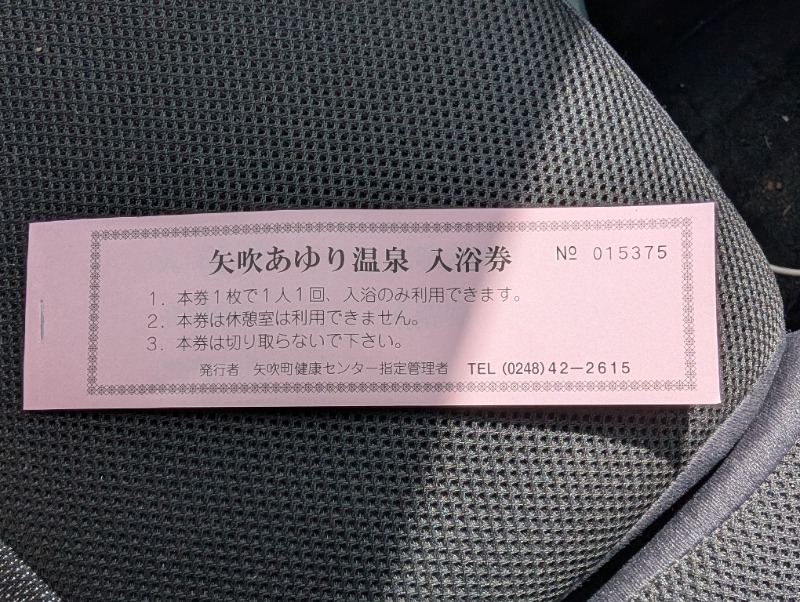 矢吹あゆり温泉 入浴券 № 015375
1. 本券1枚で1人1回、入浴のみ利用できます。
2. 本券は休憩室は利用できません。
3. 本券は切り取らないで下さい。
発行者 矢吹町健康センター指定管理者 TEL (0248) 42-2615